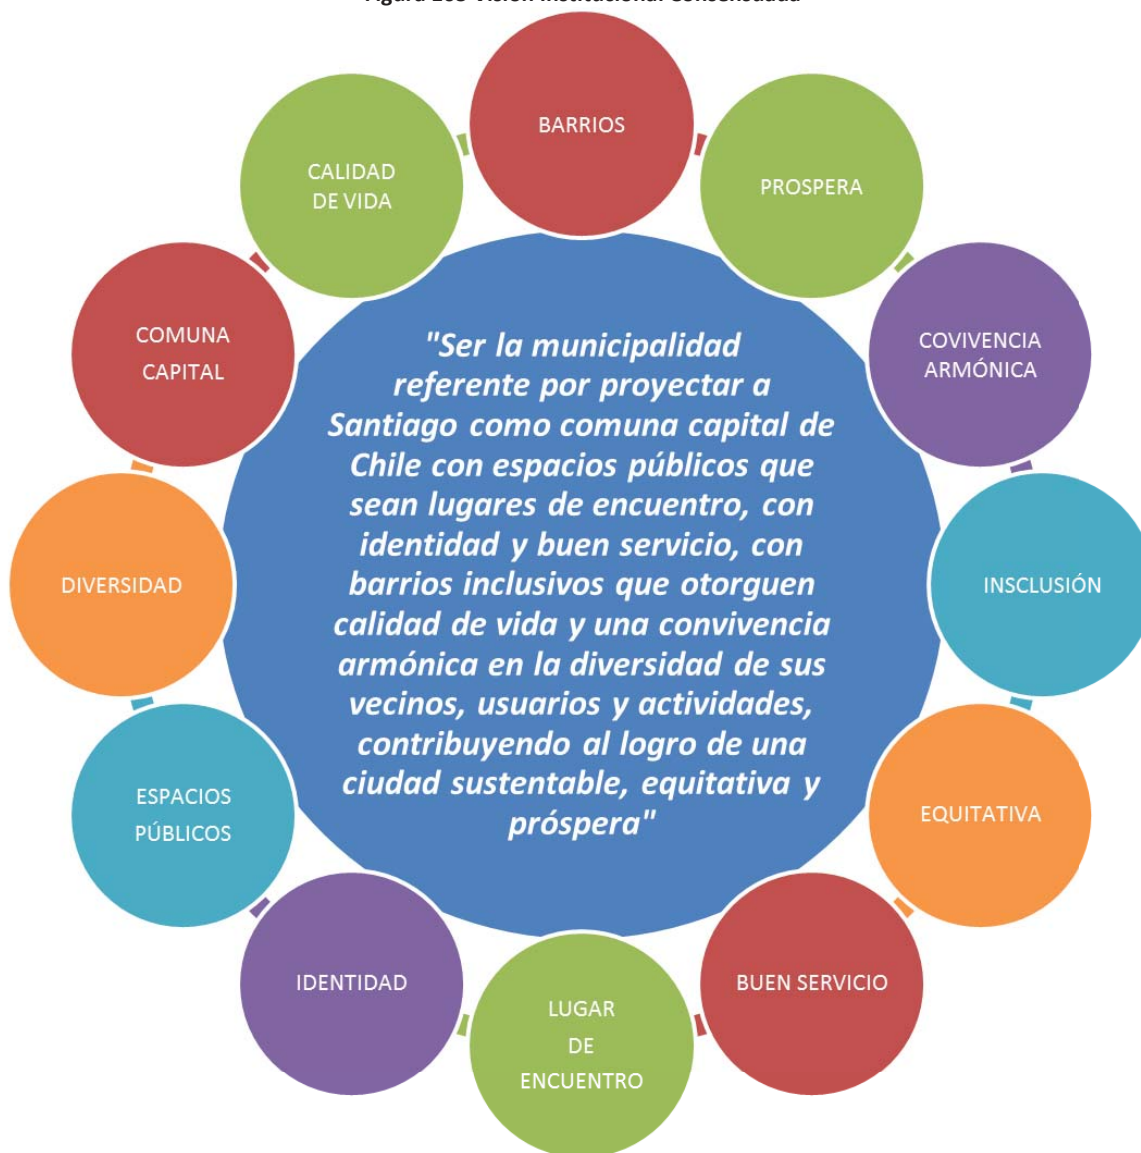 BARRIOS
PROSPERA
COVIVENCIA
ARMÓNICA
INSCLUSIÓN
EQUITATIVA
BUEN SERVICIO
LUGAR
DE
ENCUENTRO
IDENTIDAD
ESPACIOS
PÚBLICOS
DIVERSIDAD
COMUNA
CAPITAL
CALIDAD
DE VIDA
"Ser la municipalidad
referente por proyectar a
Santiago como comuna capital de
Chile con espacios públicos que
sean lugares de encuentro, con
identidad y buen servicio, con
barrios inclusivos que otorguen
calidad de vida y una convivencia
armónica en la diversidad de sus
vecinos, usuarios y actividades,
contribuyendo al logro de una
ciudad sustentable, equitativa y
próspera"